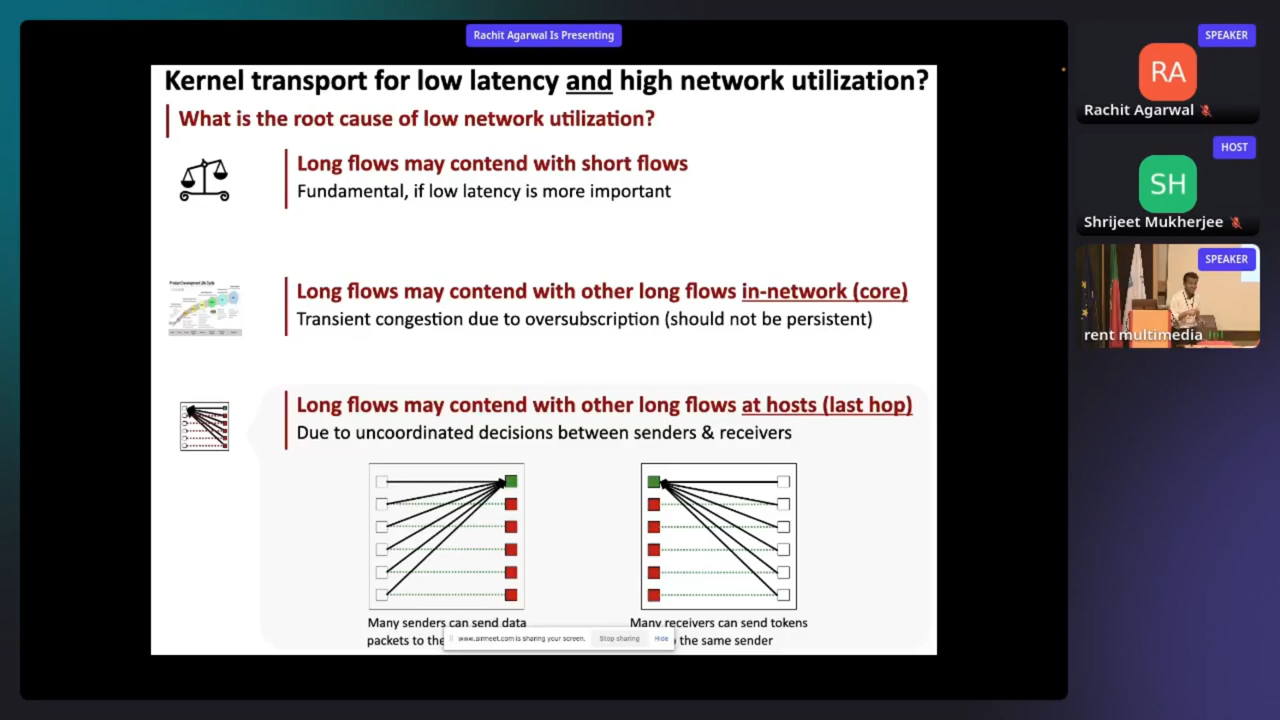 Rachit Agarwal Is Presenting
Kernel transport for low latency and high network utilization?
What is the root cause of low network utilization?
Long flows may contend with short flows
Fundamental, if low latency is more important
Long flows may contend with other long flows in-network (core)
Transient congestion due to oversubscription (should not be persistent)
Long flows may contend with other long flows at hosts (last hop)
Due to uncoordinated decisions between senders & receivers
Many senders can send data
packets to the
Many receivers can send tokens
the same sender
www.airmeet.com is sharing your screen.
Stop sharing
Hide
SPEAKER
RA
Rachit Agarwal
HOST
SH
Shrijeet Mukherjee
SPEAKER
rent multimedia